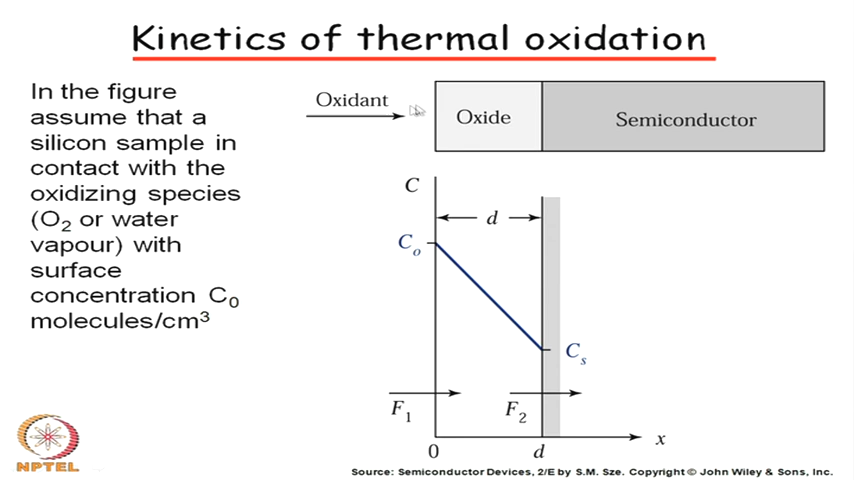 Kinetics of thermal oxidation
In the figure
assume that a
silicon sample in
contact with the
oxidizing species
(O₂ or water
vapour) with
surface
concentration C₀
molecules/cm³
Oxidant
Oxide
Semiconductor
C
d
Cₒ
Cₛ
F₁
F₂
0
d
x
NPTEL
Source: Semiconductor Devices, 2/E by S.M. Sze. Copyright © John Wiley & Sons, Inc.